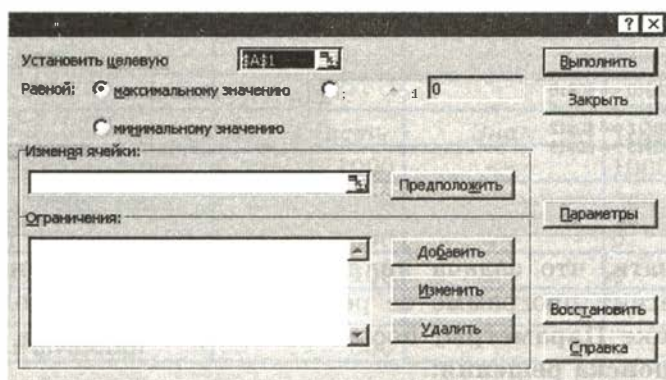 ? X
Установить целевую $A$1 Выполнить
Равной: максимальному значению 0 Закрыть
минимальному значению
Изменяя ячейки:
Предположить
Ограничения: Параметры
Добавить
Изменить
Удалить
Восстановить
Справка